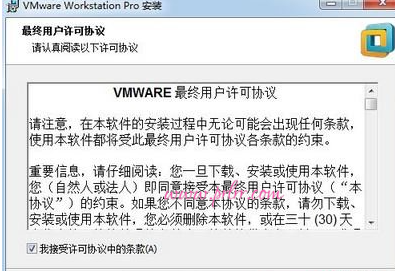 VMware Workstation Pro 安装
最终用户许可协议
请认真阅读以下许可协议
VMWARE 最终用户许可协议
请注意，在本软件的安装过程中无论可能会出现任何条款，
使用本软件都将受此最终用户许可协议各条款的约束。
重要信息，请仔细阅读：您一旦下载、安装或使用本软件，
您（自然人或法人）即同意接受本最终用户许可协议（“本
协议”）的约束。如果您不同意本协议的条款，请勿下载、
安装或使用本软件，您必须删除本软件，或在三十 (30) 天
我接受许可协议中的条款(A)